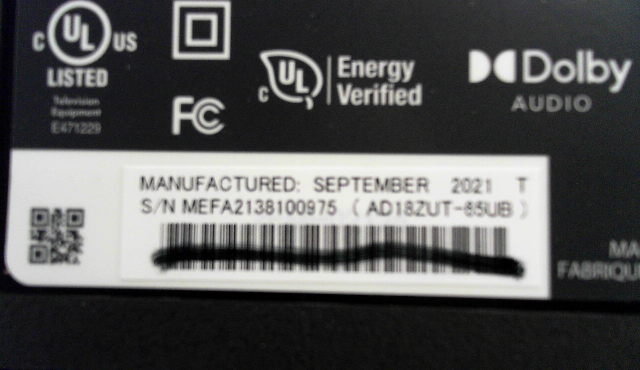 C UL US
LISTED
Television
Equipment
E471229
FC
C UL Energy
Verified
Dolby
AUDIO
MANUFACTURED: SEPTEMBER 2021 T
S/N MEFA2138100975 ( AD18ZUT-65UB )
MA
FABRIQU